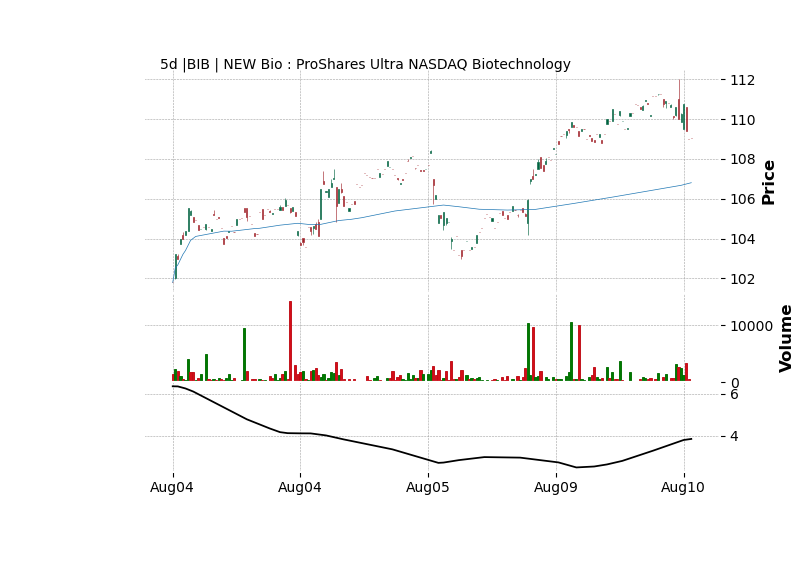 5d |BIB | NEW Bio : ProShares Ultra NASDAQ Biotechnology
112
110
108
106
104
102
Price
10000
0
Volume
6
4
Aug04
Aug04
Aug05
Aug09
Aug10